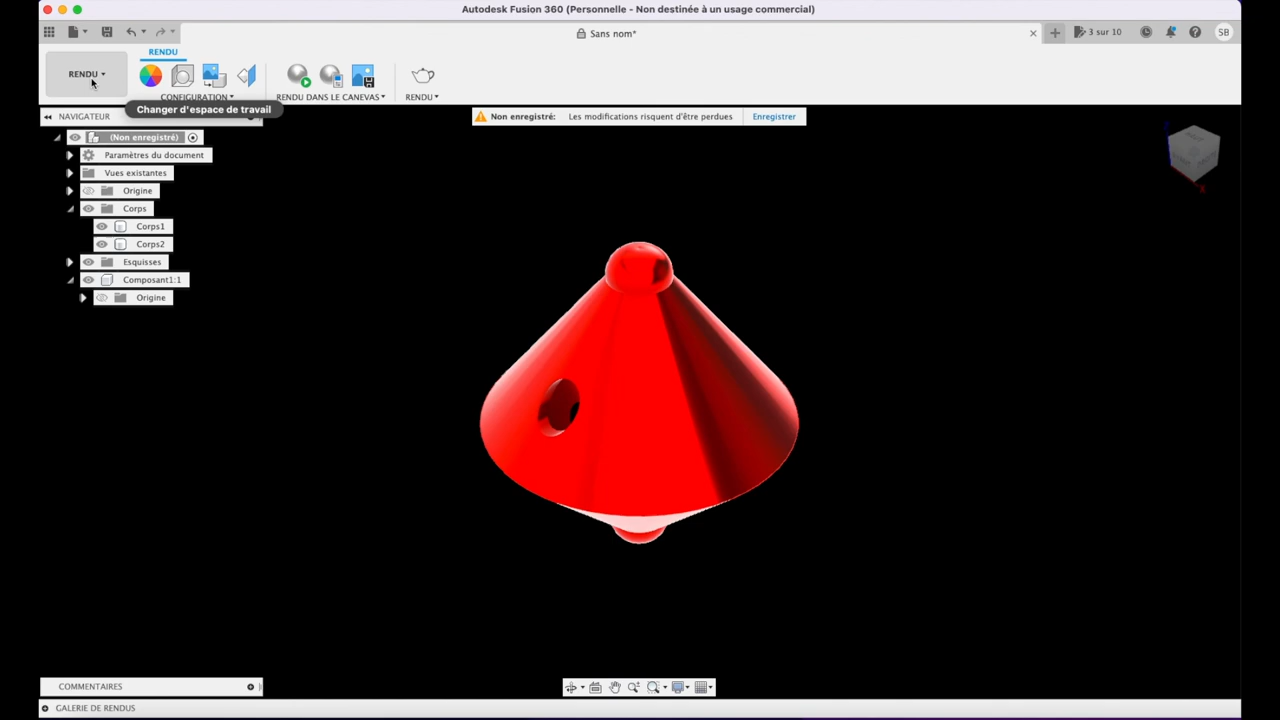 Autodesk Fusion 360 (Personnelle - Non destinée à un usage commercial)
Sans nom*
3 sur 10
SB
RENDU
RENDU
CONFIGURATION
RENDU DANS LE CANEVAS
RENDU
Changer d'espace de travail
NAVIGATEUR
Non enregistré: Les modifications risquent d'être perdues Enregistrer
(Non enregistré)
Paramètres du document
Vues existantes
Origine
Corps
Corps1
Corps2
Esquisses
Composant1:1
Origine
COMMENTAIRES
GALERIE DE RENDUS